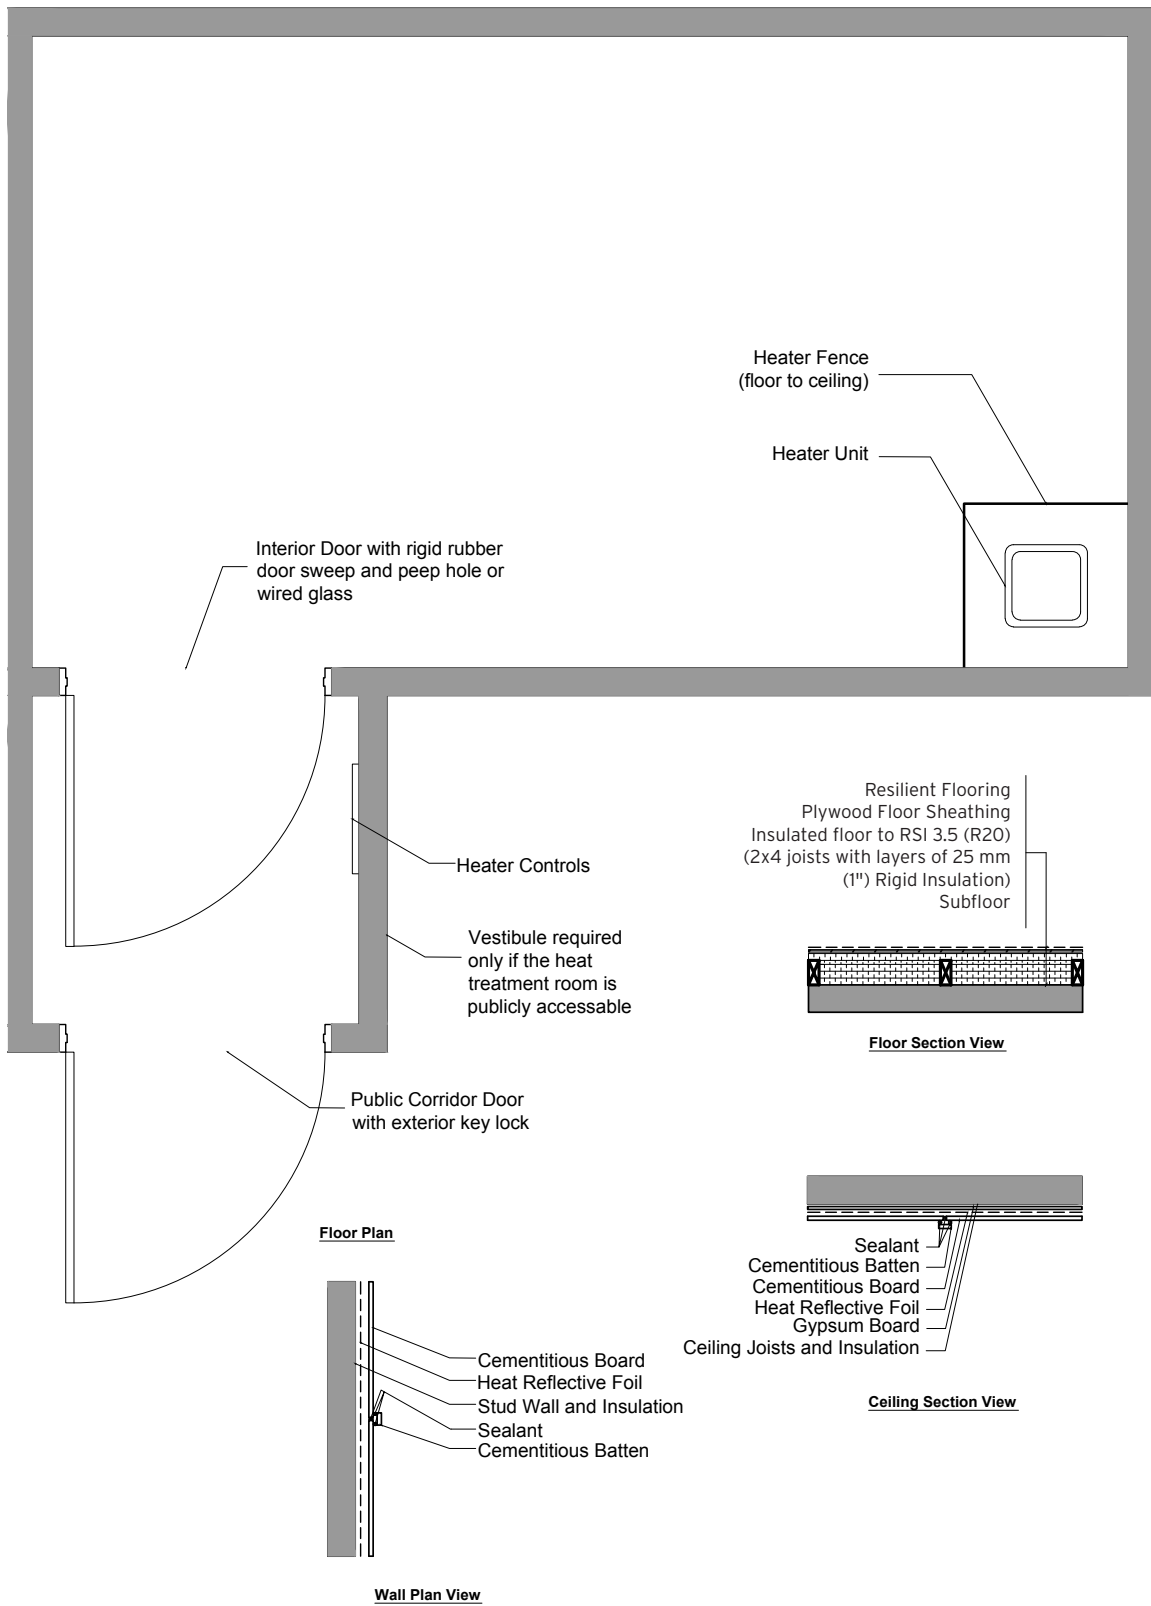 Heater Fence
(floor to ceiling)
Heater Unit
Interior Door with rigid rubber
door sweep and peep hole or
wired glass
Resilient Flooring
Plywood Floor Sheathing
Insulated floor to RSI 3.5 (R20)
(2x4 joists with layers of 25 mm
(1") Rigid Insulation)
Subfloor
Heater Controls
Vestibule required
only if the heat
treatment room is
publicly accessable
Floor Section View
Public Corridor Door
with exterior key lock
Floor Plan
Sealant
Cementitious Batten
Cementitious Board
Heat Reflective Foil
Gypsum Board
Ceiling Joists and Insulation
Ceiling Section View
Cementitious Board
Heat Reflective Foil
Stud Wall and Insulation
Sealant
Cementitious Batten
Wall Plan View